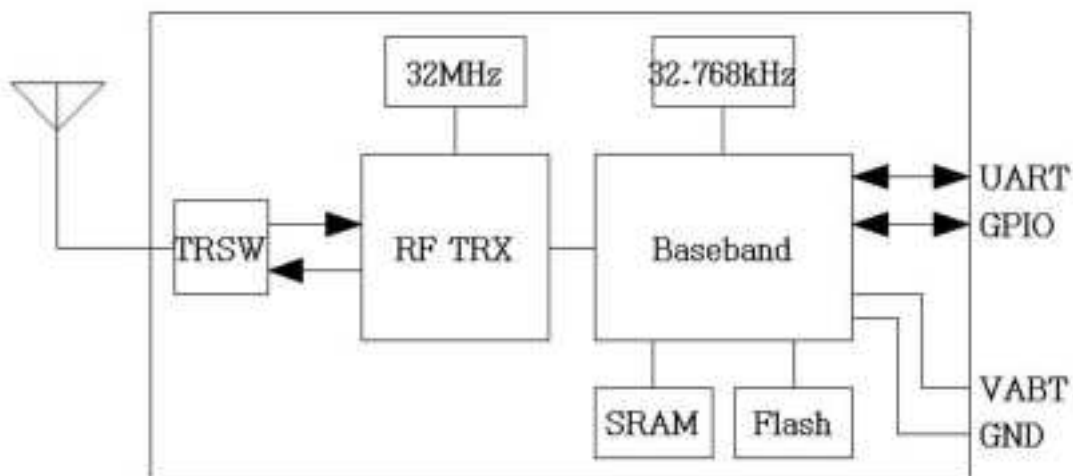 32MHz
32.768kHz
UART
GPIO
TRSW
RF TRX
Baseband
SRAM
Flash
VABT
GND